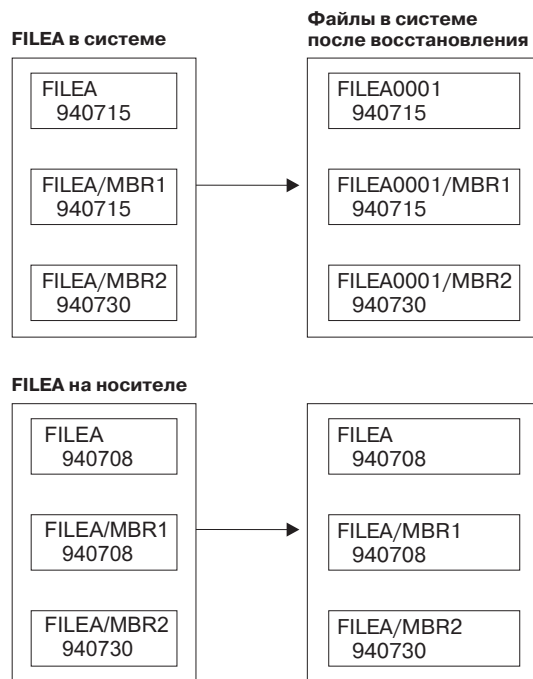 FILEA в системе
Файлы в системе
после восстановления
FILEA
940715
FILEA/MBR1
940715
FILEA/MBR2
940730
FILEA0001
940715
FILEA0001/MBR1
940715
FILEA0001/MBR2
940730
FILEA на носителе
FILEA
940708
FILEA/MBR1
940708
FILEA/MBR2
940730
FILEA
940708
FILEA/MBR1
940708
FILEA/MBR2
940730